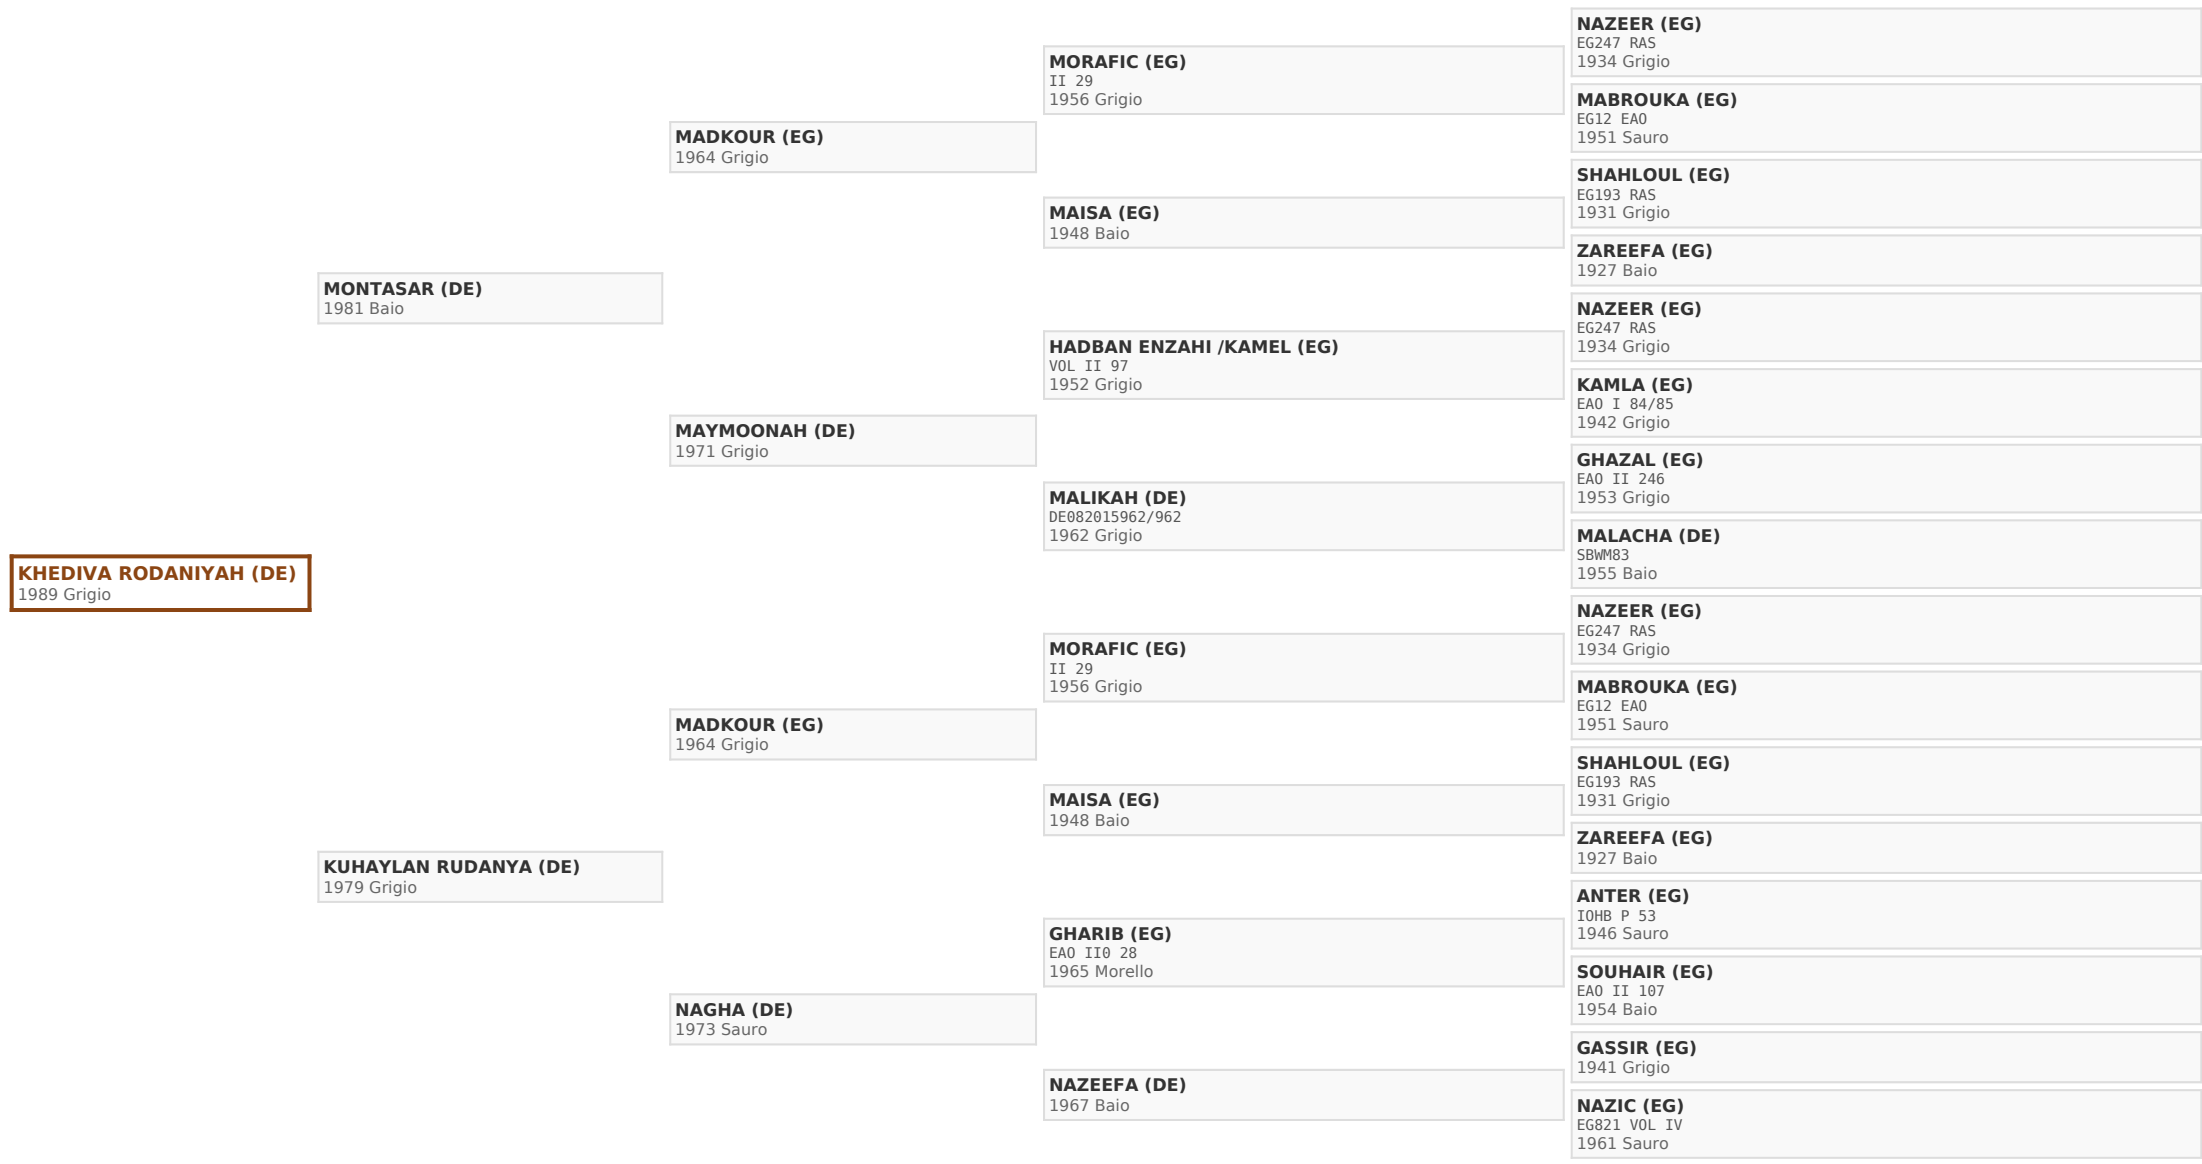 KHEDIVA RODANIYAH (DE)
1989 Grigio
MONTASAR (DE)
1981 Baio
KUHAYLAN RUDANYA (DE)
1979 Grigio
MADKOUR (EG)
1964 Grigio
MAYMOONAH (DE)
1971 Grigio
MADKOUR (EG)
1964 Grigio
NAGHA (DE)
1973 Sauro
MORAFIC (EG)
II 29
1956 Grigio
MAISA (EG)
1948 Baio
HADBAN ENZAHI /KAMEL (EG)
VOL II 97
1952 Grigio
MALIKAH (DE)
DE082015962/962
1962 Grigio
MORAFIC (EG)
II 29
1956 Grigio
MAISA (EG)
1948 Baio
GHARIB (EG)
EAO II0 28
1965 Morello
NAZEEFA (DE)
1967 Baio
NAZEER (EG)
EG247 RAS
1934 Grigio
MABROUKA (EG)
EG12 EAO
1951 Sauro
SHAHLOUL (EG)
EG193 RAS
1931 Grigio
ZAREEFA (EG)
1927 Baio
NAZEER (EG)
EG247 RAS
1934 Grigio
KAMLA (EG)
EAO I 84/85
1942 Grigio
GHAZAL (EG)
EAO II 246
1953 Grigio
MALACHA (DE)
SBWM83
1955 Baio
NAZEER (EG)
EG247 RAS
1934 Grigio
MABROUKA (EG)
EG12 EAO
1951 Sauro
SHAHLOUL (EG)
EG193 RAS
1931 Grigio
ZAREEFA (EG)
1927 Baio
ANTER (EG)
IOHB P 53
1946 Sauro
SOUHAIR (EG)
EAO II 107
1954 Baio
GASSIR (EG)
1941 Grigio
NAZIC (EG)
EG821 VOL IV
1961 Sauro